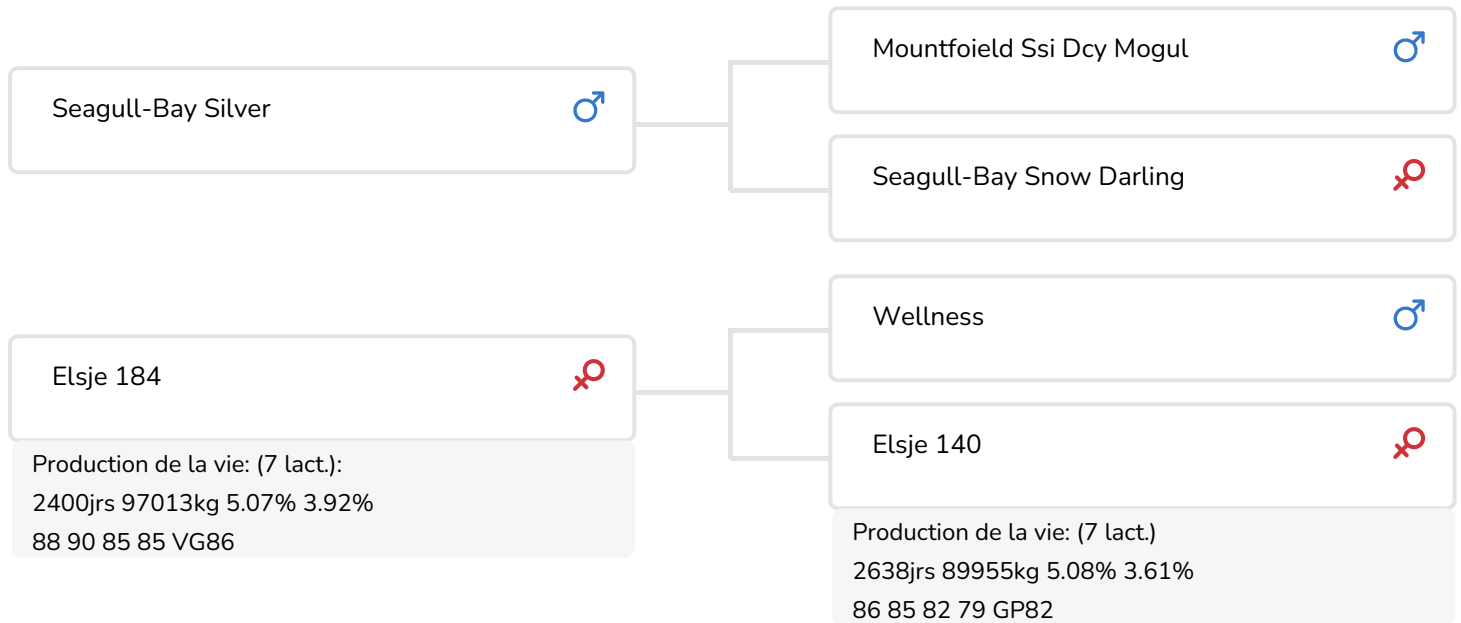 Mountfoield Ssi Dcy Mogul
Seagull-Bay Silver
Seagull-Bay Snow Darling
Wellness
Elsje 184
Production de la vie: (7 lact.):
2400jrs 97013kg 5.07% 3.92%
88 90 85 85 VG86
Elsje 140
Production de la vie: (7 lact.)
2638jrs 89955kg 5.08% 3.61%
86 85 82 79 GP82